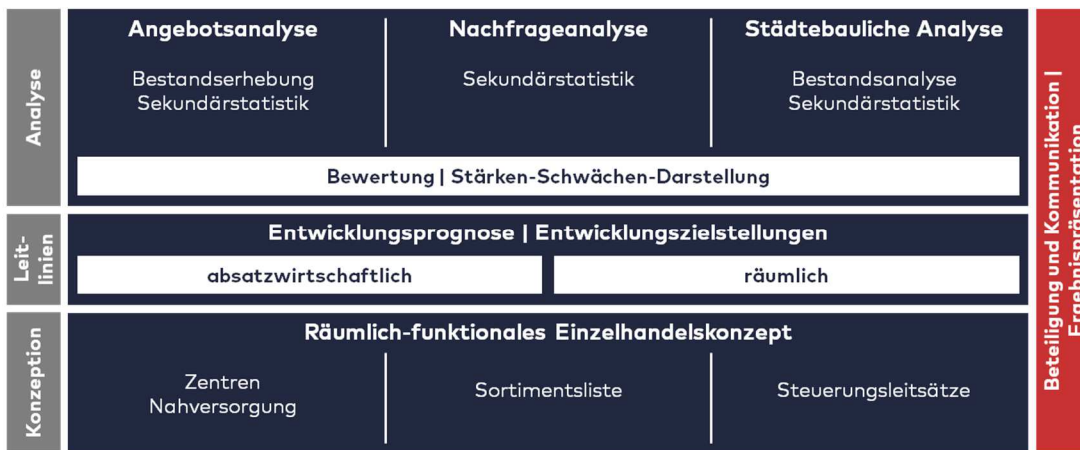 Analyse
Angebotsanalyse
Bestandserhebung
Sekundärstatistik
Nachfrageanalyse
Sekundärstatistik
Städtebauliche Analyse
Bestandsanalyse
Sekundärstatistik
Bewertung | Stärken-Schwächen-Darstellung
Leit-
linien
Entwicklungsprognose | Entwicklungszielstellungen
absatzwirtschaftlich
räumlich
Konzeption
Räumlich-funktionales Einzelhandelskonzept
Zentren
Nahversorgung
Sortimentsliste
Steuerungsleitsätze
Beteiligung und Kommunikation |
Ergebnispräsentation